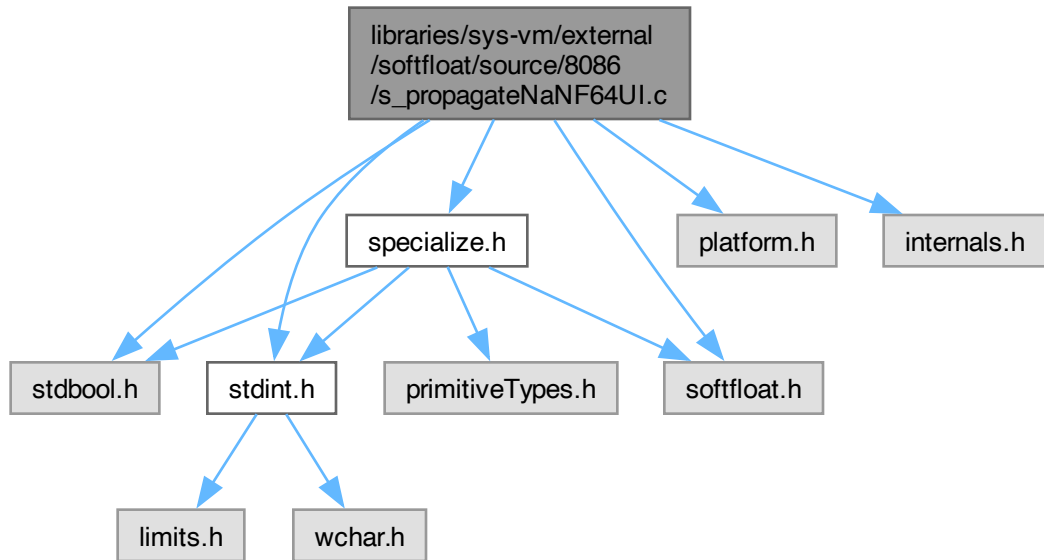 libraries/sys-vm/external
/softfloat/source/8086
/s_propagateNaNF64UI.c
specialize.h
platform.h
internals.h
stdbool.h
stdint.h
primitiveTypes.h
softfloat.h
limits.h
wchar.h